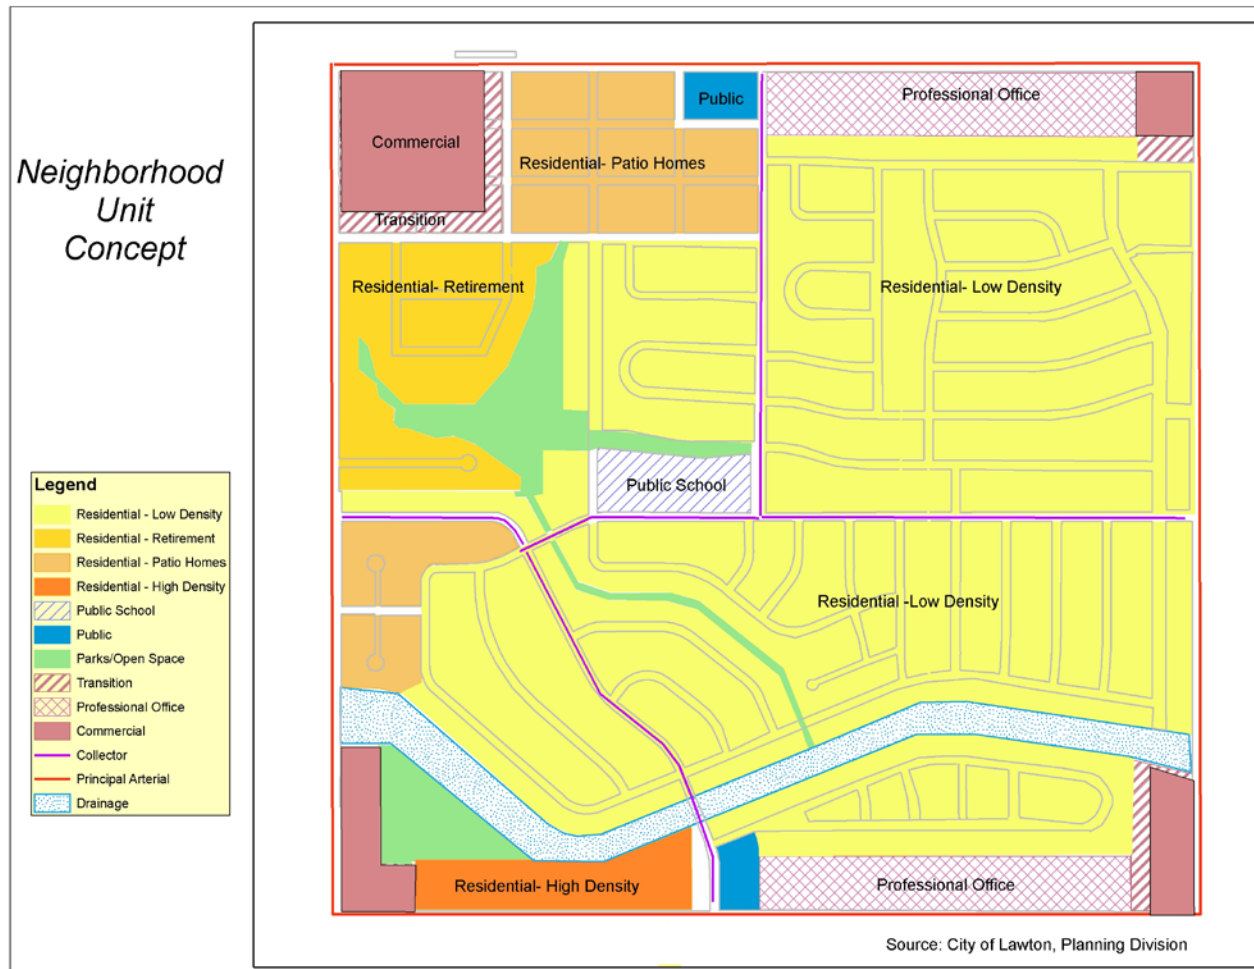 Neighborhood
Unit
Concept
Commercial
Transition
Public
Residential- Patio Homes
Professional Office
Residential- Retirement
Residential- Low Density
Public School
Residential -Low Density
Residential- High Density
Professional Office
Legend
Residential - Low Density
Residential - Retirement
Residential - Patio Homes
Residential - High Density
Public School
Public
Parks/Open Space
Transition
Professional Office
Commercial
Collector
Principal Arterial
Drainage
Source: City of Lawton, Planning Division